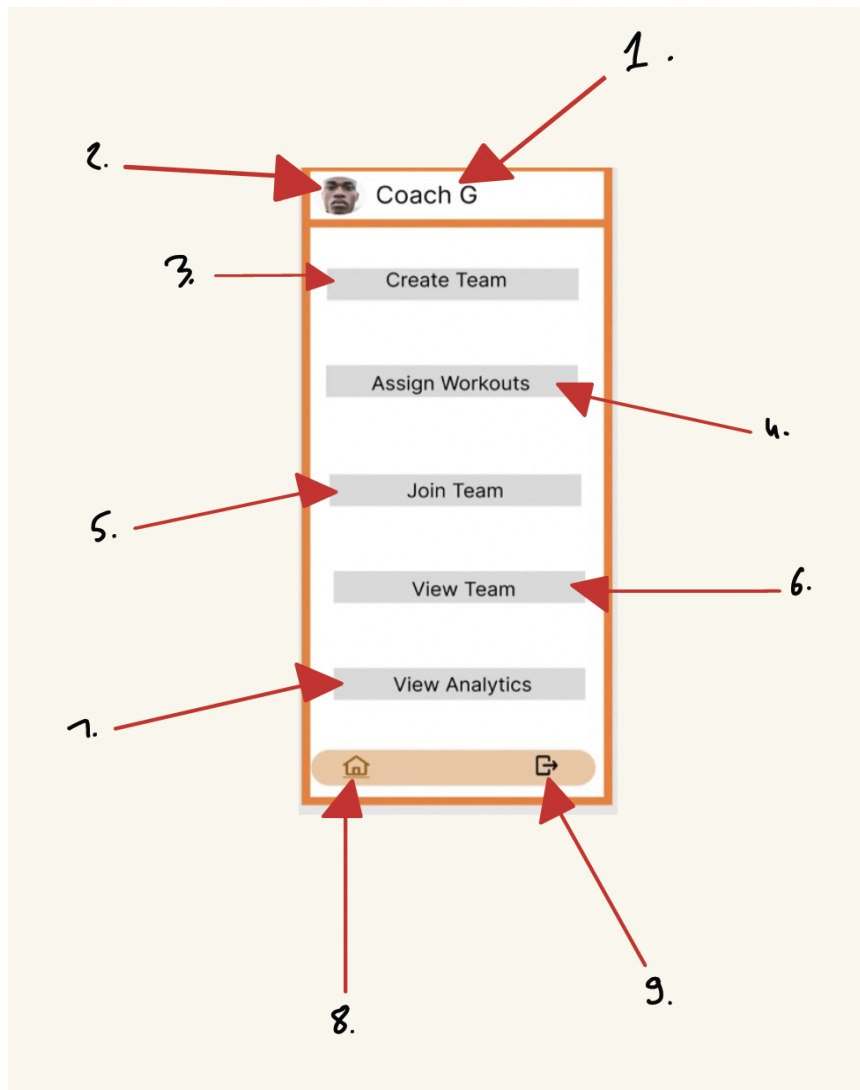 1.
2.
Coach G
3.
Create Team
Assign Workouts
4.
Join Team
5.
View Team
6.
View Analytics
7.
8.
9.